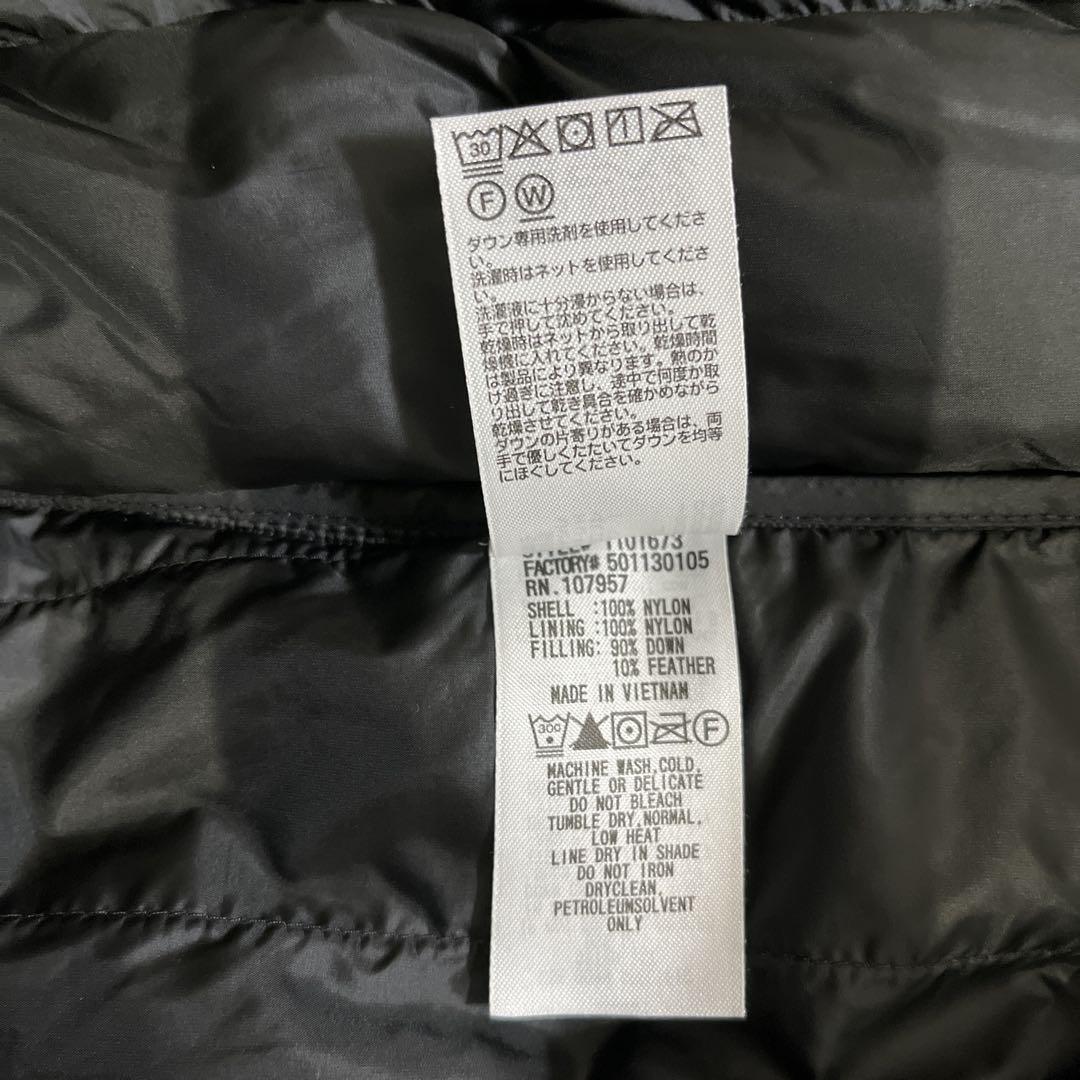 30
F W
ダウン専用洗剤を使用してくださ
い。
洗濯時はネットを使用してくださ
い。
洗濯液に十分浸からない場合は、
手で押して沈めてください。
乾燥時はネットから取り出して乾
燥機に入れてください。乾燥時間
は製品により異なります。熱のか
け過ぎに注意し、途中で何度か取
り出して乾き具合を確かめながら
乾燥させてください。
ダウンの片寄りがある場合は、両
手で優しくたたいてダウンを均等
にほぐしてください。
STYLE# 1101673
FACTORY# 501130105
RN. 107957
SHELL :100% NYLON
LINING :100% NYLON
FILLING: 90% DOWN
10% FEATHER
MADE IN VIETNAM
300 F
MACHINE WASH,COLD,
GENTLE OR DELICATE
DO NOT BLEACH
TUMBLE DRY,NORMAL,
LOW HEAT
LINE DRY IN SHADE
DO NOT IRON
DRYCLEAN,
PETROLEUMSOLVENT
ONLY